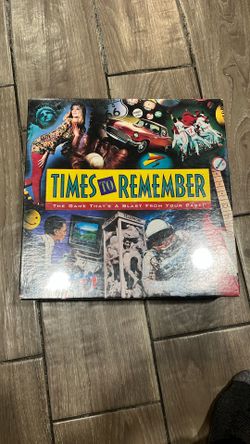 TIMES TO REMEMBER
THE GAME THAT'S A BLAST FROM YOUR PAST!